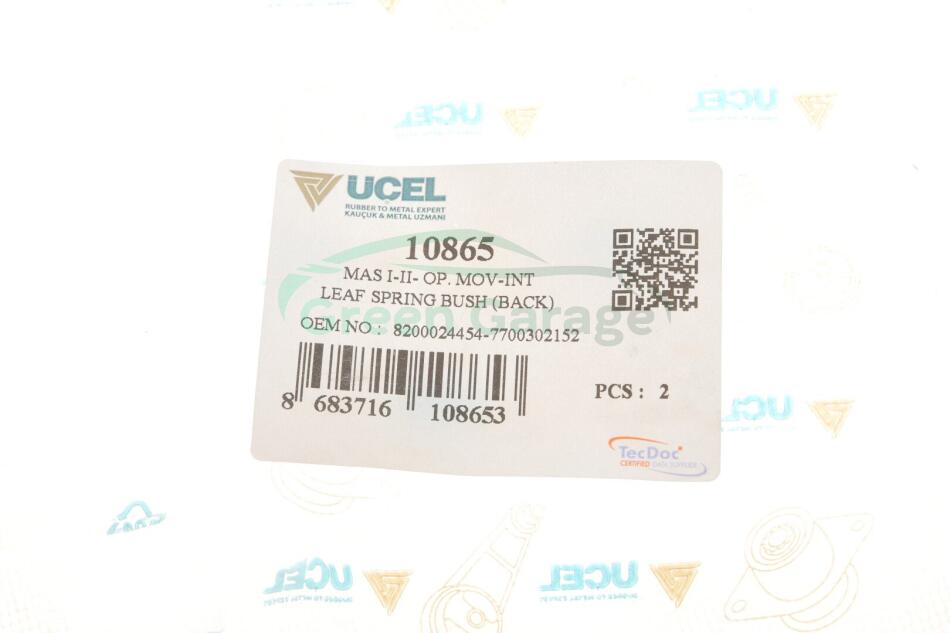 UCEL
UCEL
UCEL
UÇEL
RUBBER TO METAL EXPERT
KAUÇUK & METAL UZMANI
10865
MAS I-II- OP. MOV-INT
LEAF SPRING BUSH (BACK)
Green Garage
OEM NO : 8200024454-7700302152
8 683716 108653
PCS : 2
TecDoc
CERTIFIED DATA SUPPLIER
UCEL
UCEL
UCEL